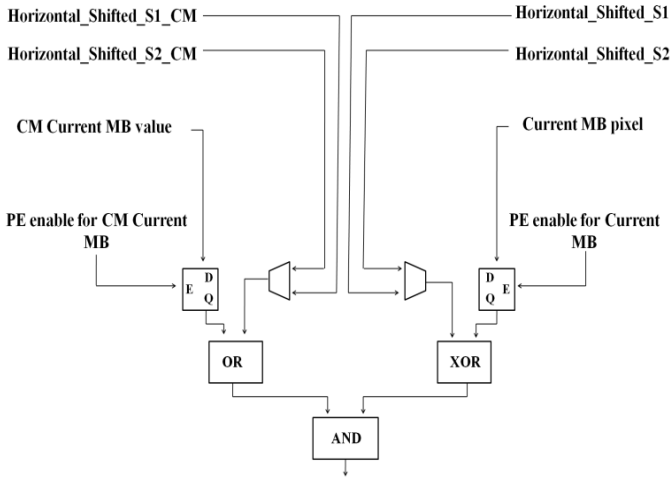 Horizontal_Shifted_S1_CM
Horizontal_Shifted_S1
Horizontal_Shifted_S2_CM
Horizontal_Shifted_S2
CM Current MB value
Current MB pixel
PE enable for CM Current
MB
PE enable for Current
MB
D
E
Q
D
E
Q
OR
XOR
AND